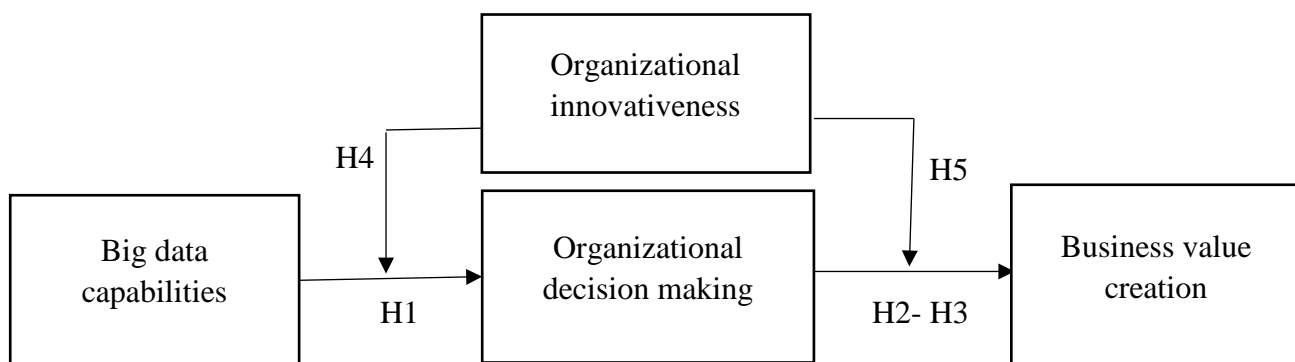 Organizational
innovativeness
H4
H5
Big data
capabilities
Organizational
decision making
Business value
creation
H1
H2- H3